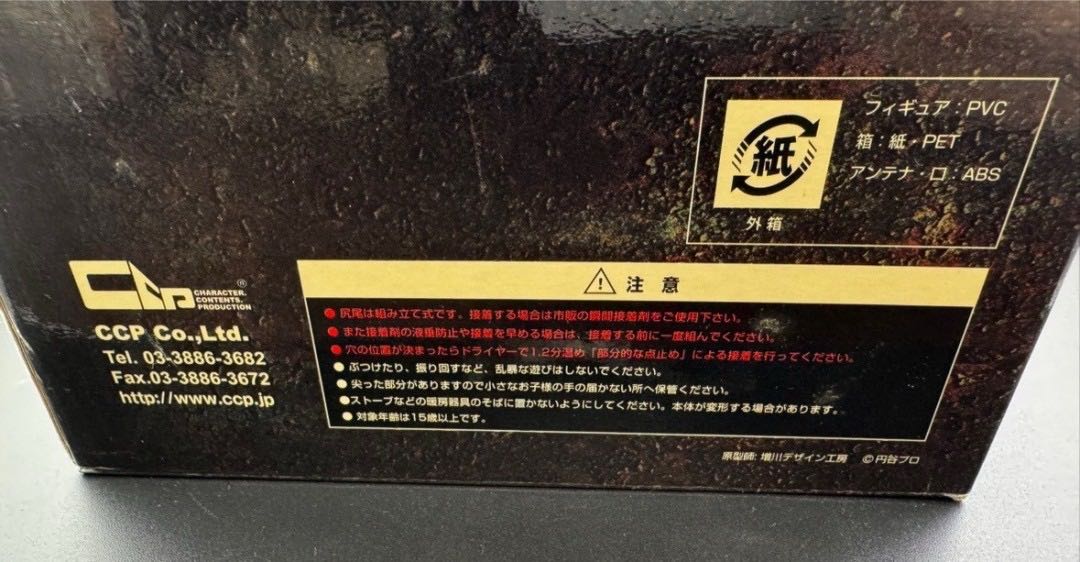 フィギュア：PVC
箱：紙・PET
アンテナ・口：ABS
紙
外箱
CCP
®
CHARACTER.
CONTENTS.
PRODUCTION
CCP Co.,Ltd.
Tel. 03-3886-3682
Fax.03-3886-3672
http://www.ccp.jp
注 意
●尻尾は組み立て式です。接着する場合は市販の瞬間接着剤をご使用下さい。
●また接着剤の液垂防止や接着を早める場合は、接着する前に一度組んでください。
●穴の位置が決まったらドライヤーで1.2分温め「部分的な点止め」による接着を行ってください。
●ぶつけたり、振り回すなど、乱暴な遊びはしないでください。
●尖った部分がありますので小さなお子様の手の届かない所へ保管ください。
●ストーブなどの暖房器具のそばに置かないようにしてください。本体が変形する場合があります。
●対象年齢は15歳以上です。
原型師: 増川デザイン工房 ©円谷プロ